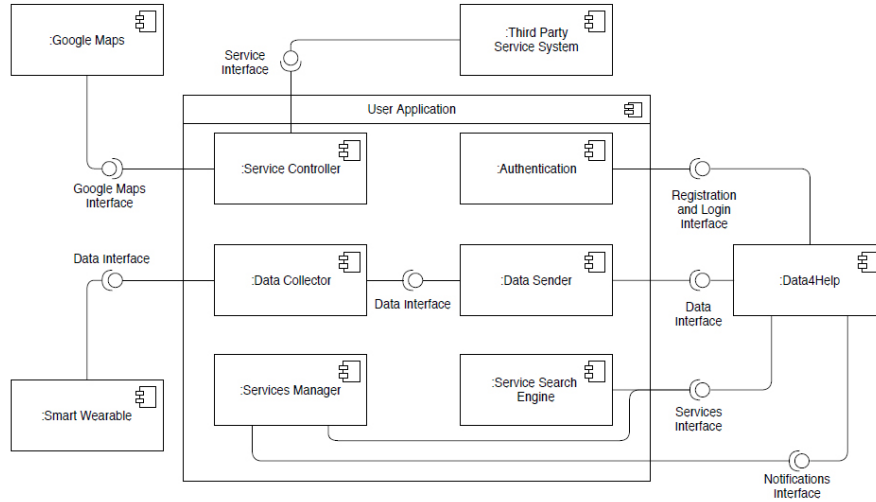 :Google Maps
Service
Interface
:Third Party
Service System
User Application
:Service Controller
:Authentication
Google Maps
Interface
Registration
and Login
Interface
Data Interface
:Data Collector
Data Interface
:Data Sender
Data
Interface
:Data4Help
:Smart Wearable
:Services Manager
:Service Search
Engine
Services
Interface
Notifications
Interface